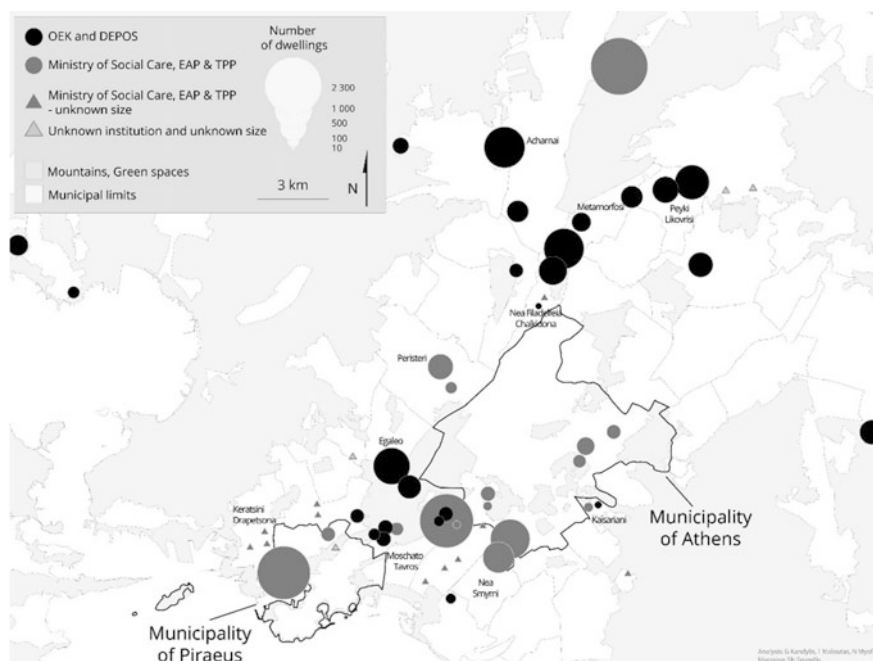 OEK and DEPOS
Ministry of Social Care, EAP & TPP
Ministry of Social Care, EAP & TPP
- unknown size
Unknown institution and unknown size
Mountains, Green spaces
Municipal limits
Number
of dwellings
2 300
1 000
500
100
10
3 km
N
Acharnai
Metamorfosi
Peyki
Likovrisi
Nea Filadelfeia
Chalkidona
Peristeri
Egaleo
Keratsini
Drapetsona
Kaisariani
Municipality
of Athens
Moschato
Tavros
Nea
Smyrni
Municipality
of Piraeus